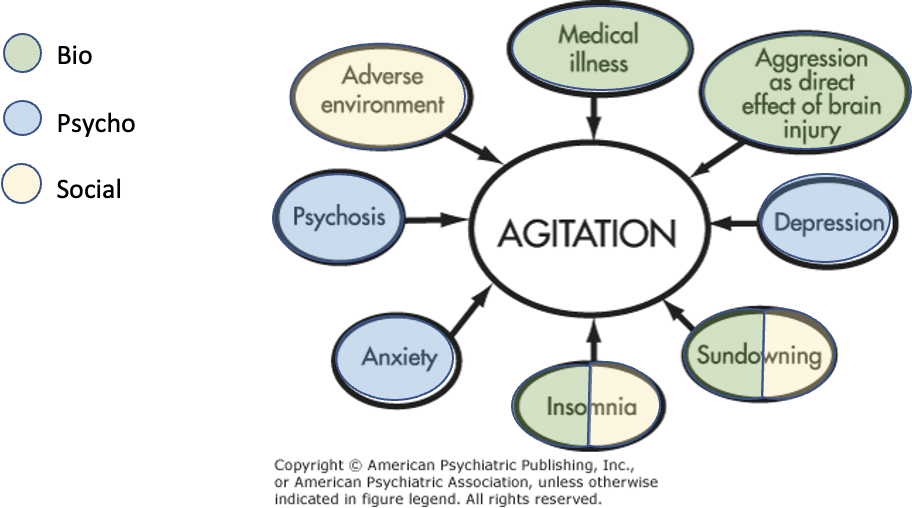 Bio
Psycho
Social
Medical
illness
Adverse
environment
Aggression
as direct
effect of brain
injury
Psychosis
AGITATION
Depression
Anxiety
Sundowning
Insomnia
Copyright © American Psychiatric Publishing, Inc.,
or American Psychiatric Association, unless otherwise
indicated in figure legend. All rights reserved.